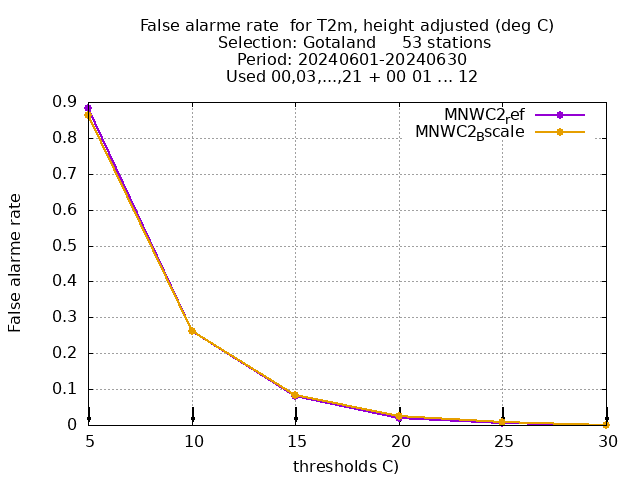 False alarme rate  for T2m, height adjusted (deg C)
Selection: Gotaland     53 stations
Period: 20240601-20240630
Used 00,03,...,21 + 00 01 ... 12
MNWC2ref
MNWC2Bscale
False alarme rate
0.9
0.8
0.7
0.6
0.5
0.4
0.3
0.2
0.1
0
5 10 15 20 25 30
thresholds C)